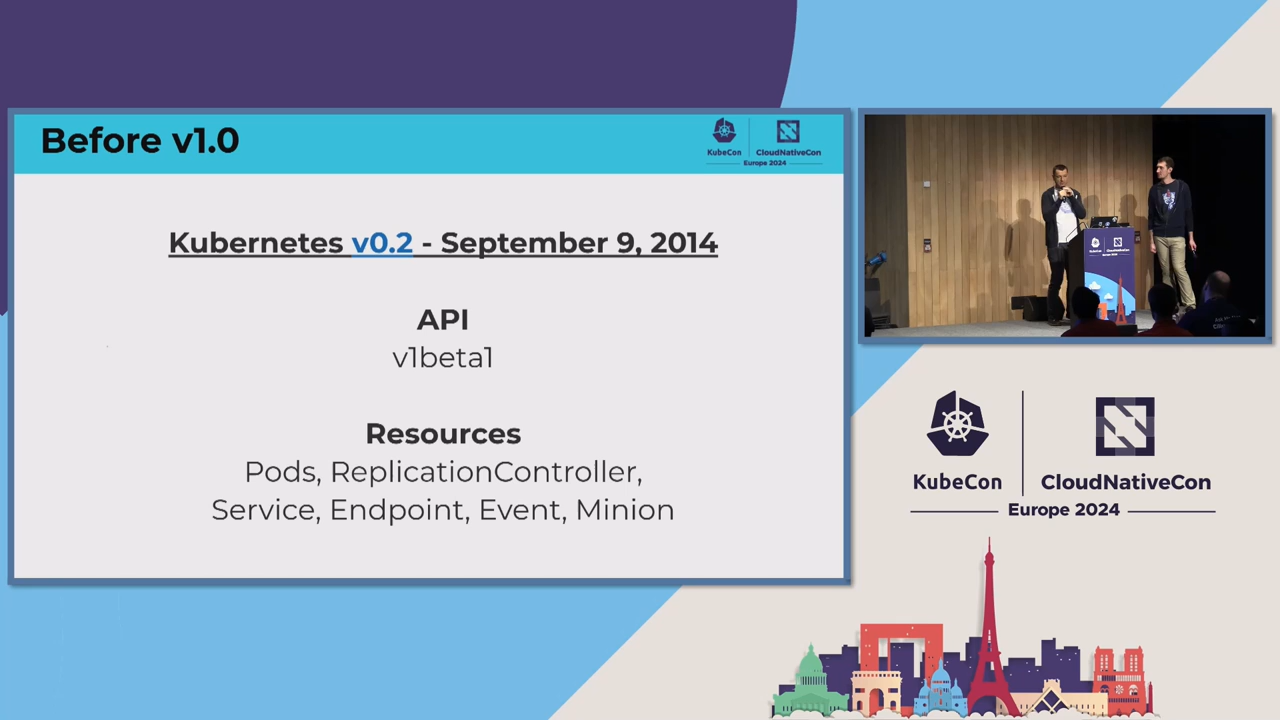 Before v1.0
KubeCon
CloudNativeCon
Europe 2024
Kubernetes v0.2 - September 9, 2014
API
v1beta1
Resources
Pods, ReplicationController,
Service, Endpoint, Event, Minion
KubeCon
CloudNativeCon
Europe 2024